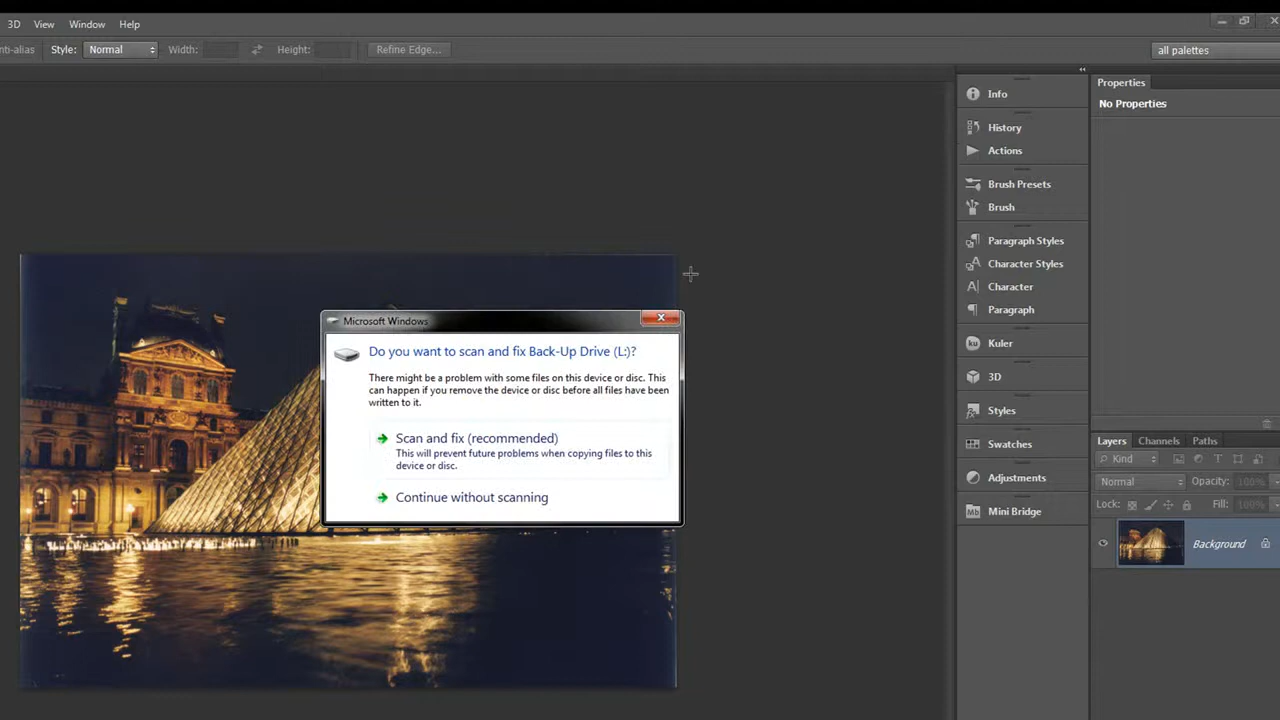 3D View Window Help
nti-alias Style: Normal Width: Height: Refine Edge... all palettes
Info
History
Actions
Brush Presets
Brush
Paragraph Styles
Character Styles
Character
Paragraph
Kuler
3D
Styles
Swatches
Adjustments
Mb Mini Bridge
Properties
No Properties
Layers Channels Paths
Kind
Normal Opacity: 100%
Lock: Fill: 100%
Background
Microsoft Windows
Do you want to scan and fix Back-Up Drive (L:)?
There might be a problem with some files on this device or disc. This
can happen if you remove the device or disc before all files have been
written to it.
Scan and fix (recommended)
This will prevent future problems when copying files to this
device or disc.
Continue without scanning